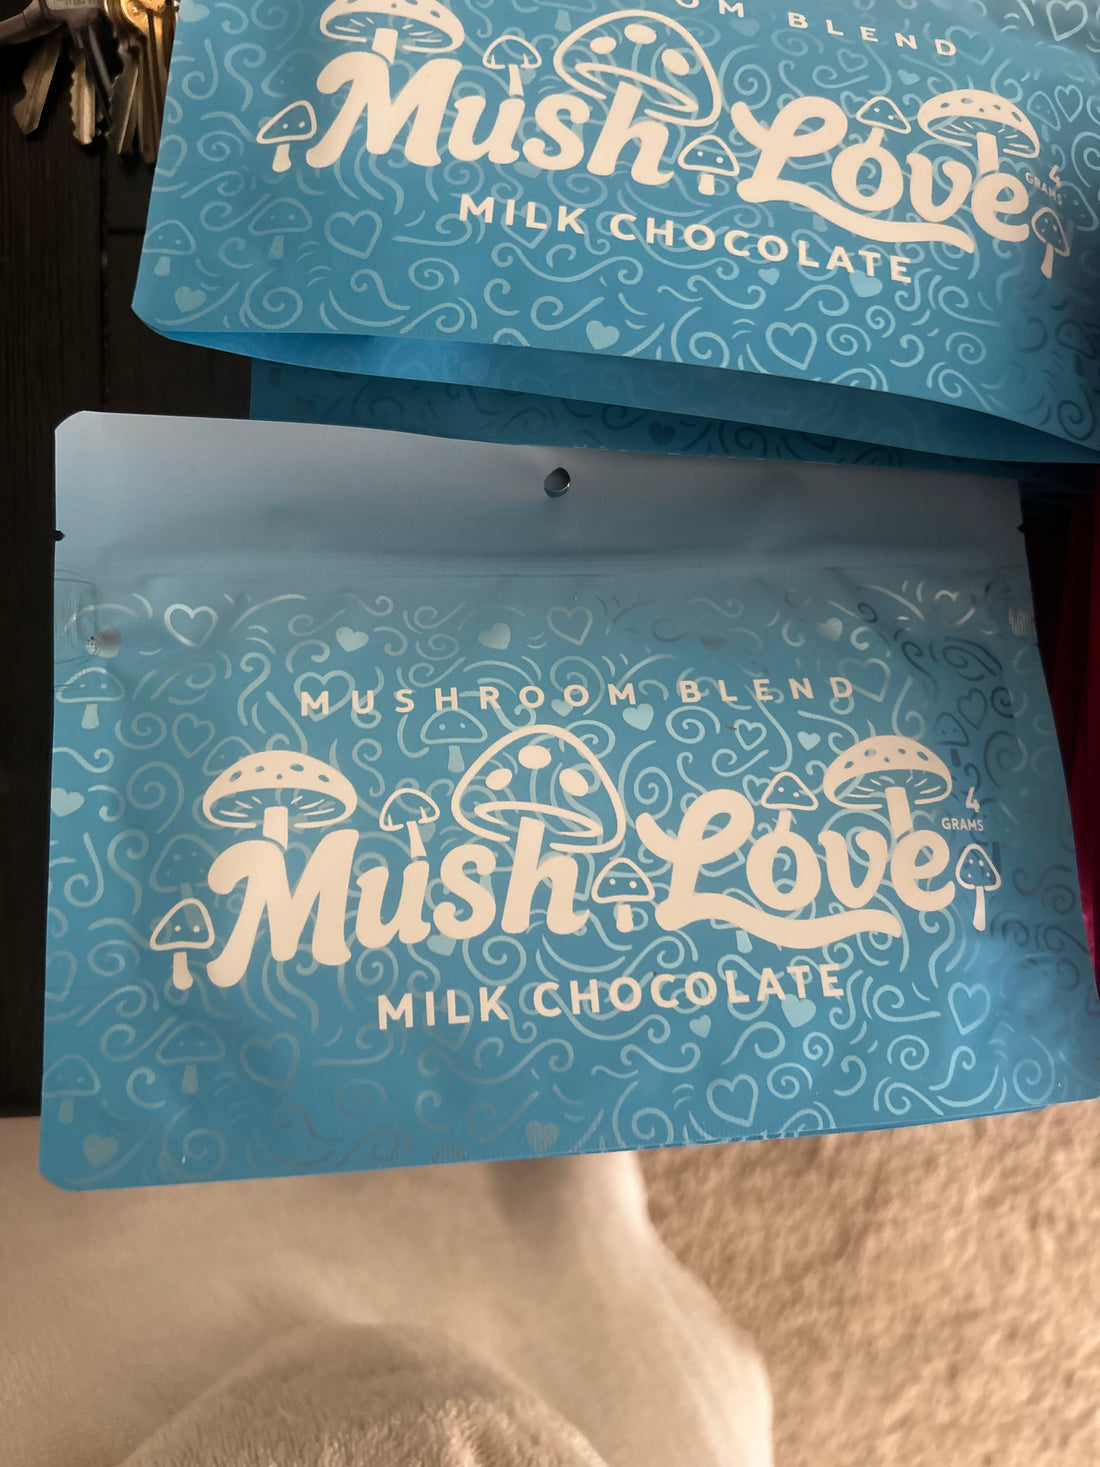 OM BLEND
Mush Love
4
GRAMS
MILK CHOCOLATE
MUSHROOM BLEND
Mush Love
4
GRAMS
MILK CHOCOLATE